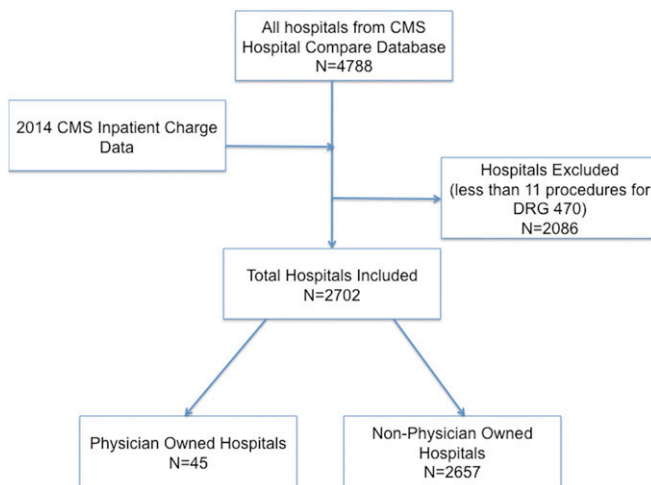 All hospitals from CMS
Hospital Compare Database
N=4788
2014 CMS Inpatient Charge
Data
Hospitals Excluded
(less than 11 procedures for
DRG 470)
N=2086
Total Hospitals Included
N=2702
Physician Owned Hospitals
N=45
Non-Physician Owned
Hospitals
N=2657